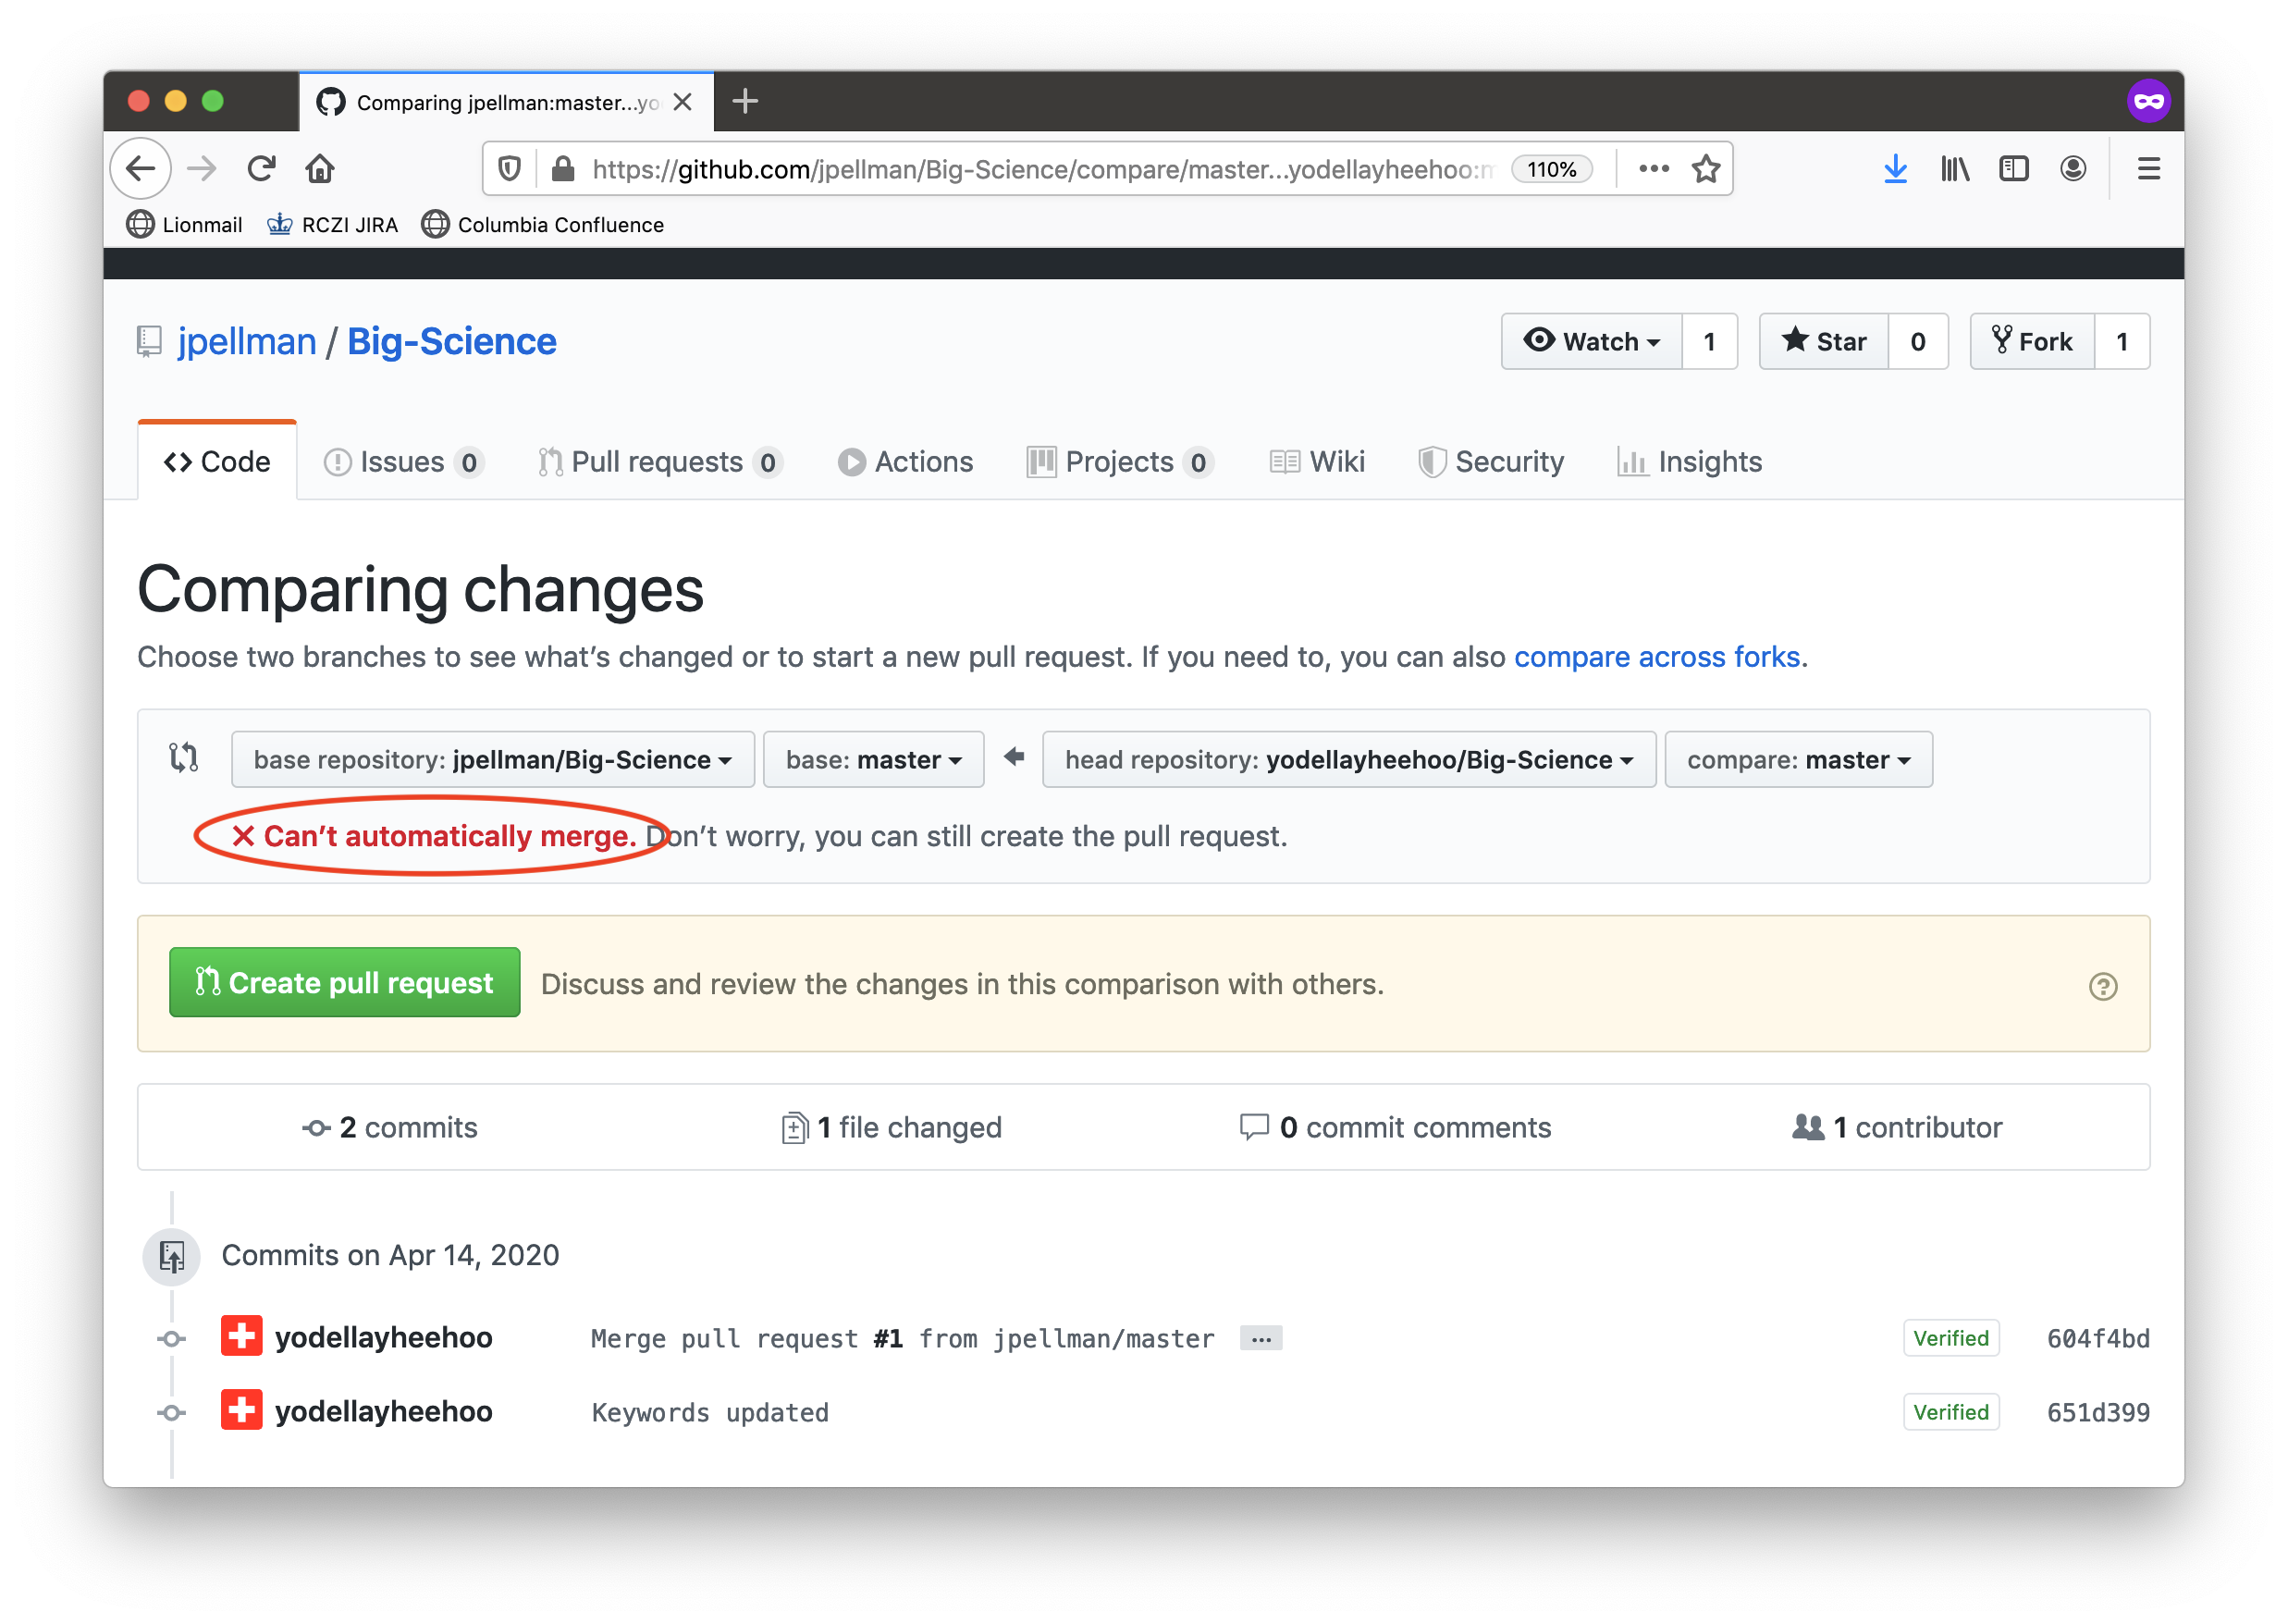 Comparing jpellman:master...yo
https://github.com/jpellman/Big-Science/compare/master...yodellayheehoo:m 110%
Lionmail RCZI JIRA Columbia Confluence
jpellman / Big-Science Watch 1 Star 0 Fork 1
Code Issues 0 Pull requests 0 Actions Projects 0 Wiki Security Insights
Comparing changes
Choose two branches to see what’s changed or to start a new pull request. If you need to, you can also compare across forks.
base repository: jpellman/Big-Science base: master head repository: yodellayheehoo/Big-Science compare: master
Can’t automatically merge. Don’t worry, you can still create the pull request.
Create pull request Discuss and review the changes in this comparison with others.
2 commits 1 file changed 0 commit comments 1 contributor
Commits on Apr 14, 2020
yodellayheehoo Merge pull request #1 from jpellman/master … Verified 604f4bd
yodellayheehoo Keywords updated Verified 651d399